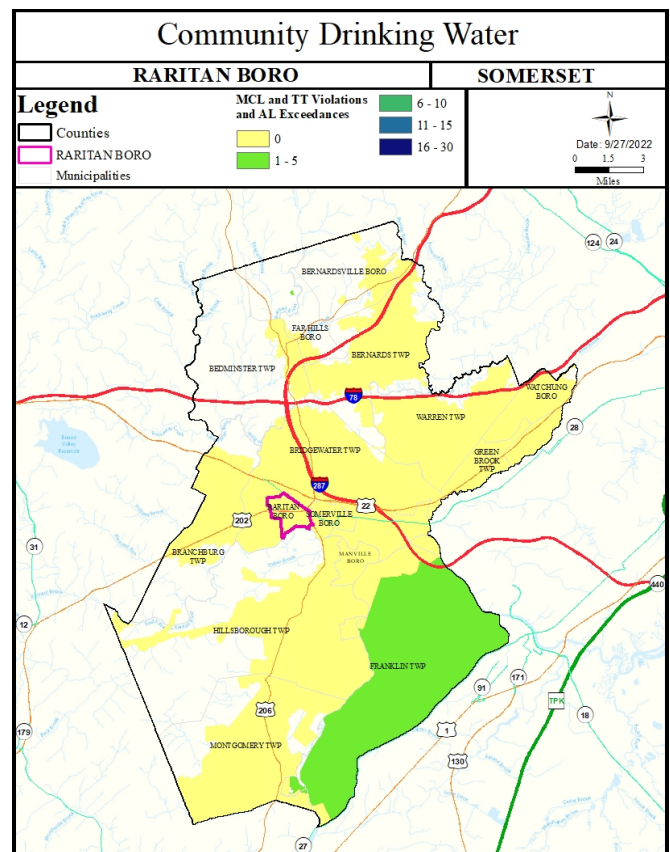 Community Drinking Water
RARITAN BORO
SOMERSET
Legend
Counties
RARITAN BORO
Municipalities
MCL and TT Violations
and AL Exceedances
0
1 - 5
6 - 10
11 - 15
16 - 30
N
Date: 9/27/2022
0 1.5 3
Miles
124
24
BERNARDSVILLE BORO
FAR HILLS
BORO
BERNARDS TWP
BEDMINSTER TWP
78
WATCHUNG
BORO
WARREN TWP
28
BRIDGEWATER TWP
GREEN
BROOK
TWP
287
22
RARITAN
BORO
SOMERVILLE
BORO
202
31
BRANCHBURG
TWP
MANVILLE
BORO
440
12
HILLSBOROUGH TWP
FRANKLIN TWP
171
91
TPK
206
18
1
179
MONTGOMERY TWP
130
27